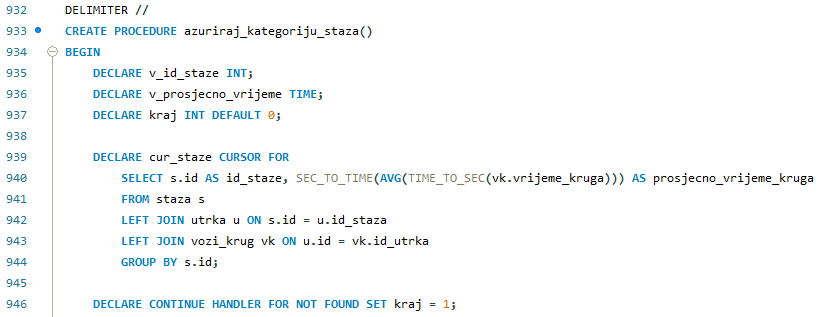 932 DELIMITER //
933 CREATE PROCEDURE azuriraj_kategoriju_staza()
934 BEGIN
935 DECLARE v_id_staze INT;
936 DECLARE v_prosjecno_vrijeme TIME;
937 DECLARE kraj INT DEFAULT 0;
938
939 DECLARE cur_staze CURSOR FOR
940 SELECT s.id AS id_staze, SEC_TO_TIME(AVG(TIME_TO_SEC(vk.vrijeme_kruga))) AS prosjecno_vrijeme_kruga
941 FROM staza s
942 LEFT JOIN utrka u ON s.id = u.id_staza
943 LEFT JOIN vozi_krug vk ON u.id = vk.id_utrka
944 GROUP BY s.id;
945
946 DECLARE CONTINUE HANDLER FOR NOT FOUND SET kraj = 1;